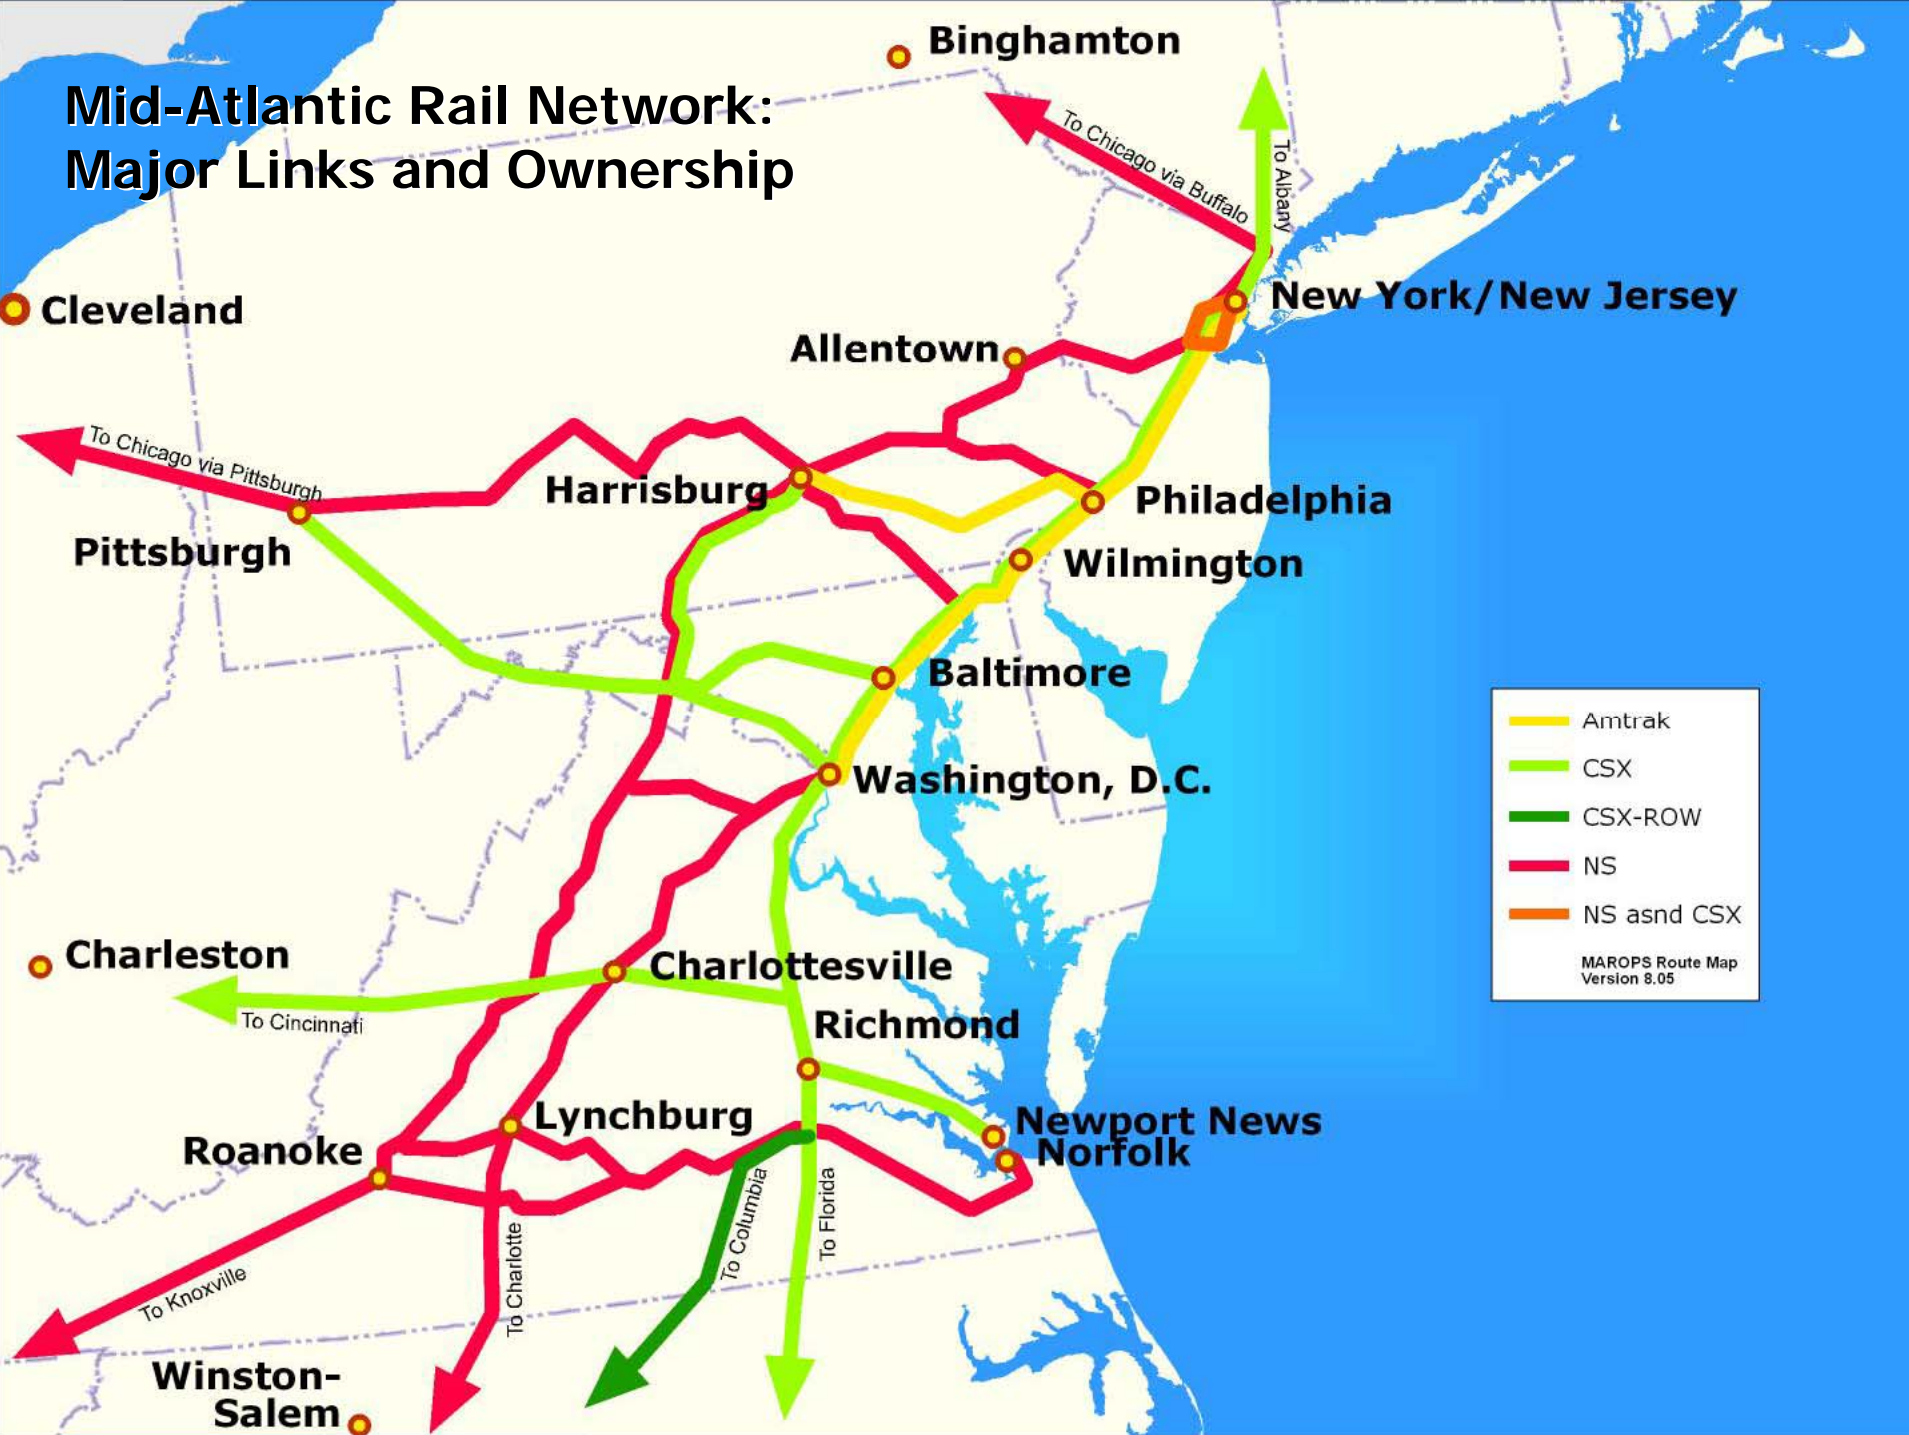 Mid-Atlantic Rail Network:
Major Links and Ownership
Binghamton
To Chicago via Buffalo
To Albany
Cleveland
New York/New Jersey
Allentown
To Chicago via Pittsburgh
Harrisburg
Philadelphia
Pittsburgh
Wilmington
Baltimore
Washington, D.C.
Amtrak
CSX
CSX-ROW
NS
NS asnd CSX
MAROPS Route Map
Version 8.05
Charleston
Charlottesville
To Cincinnati
Richmond
Lynchburg
Newport News
Roanoke
Norfolk
To Columbia
To Florida
To Charlotte
To Knoxville
Winston-
Salem